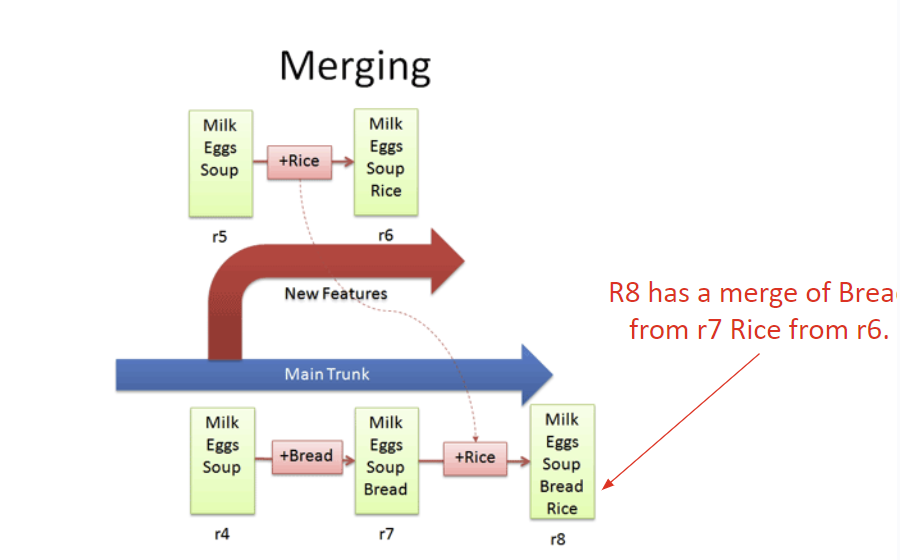 Merging
Milk
Eggs
Soup
+Rice
Milk
Eggs
Soup
Rice
r5
r6
New Features
R8 has a merge of Brea
from r7 Rice from r6.
Main Trunk
Milk
Eggs
Soup
+Bread
Milk
Eggs
Soup
Bread
+Rice
Milk
Eggs
Soup
Bread
Rice
r4
r7
r8